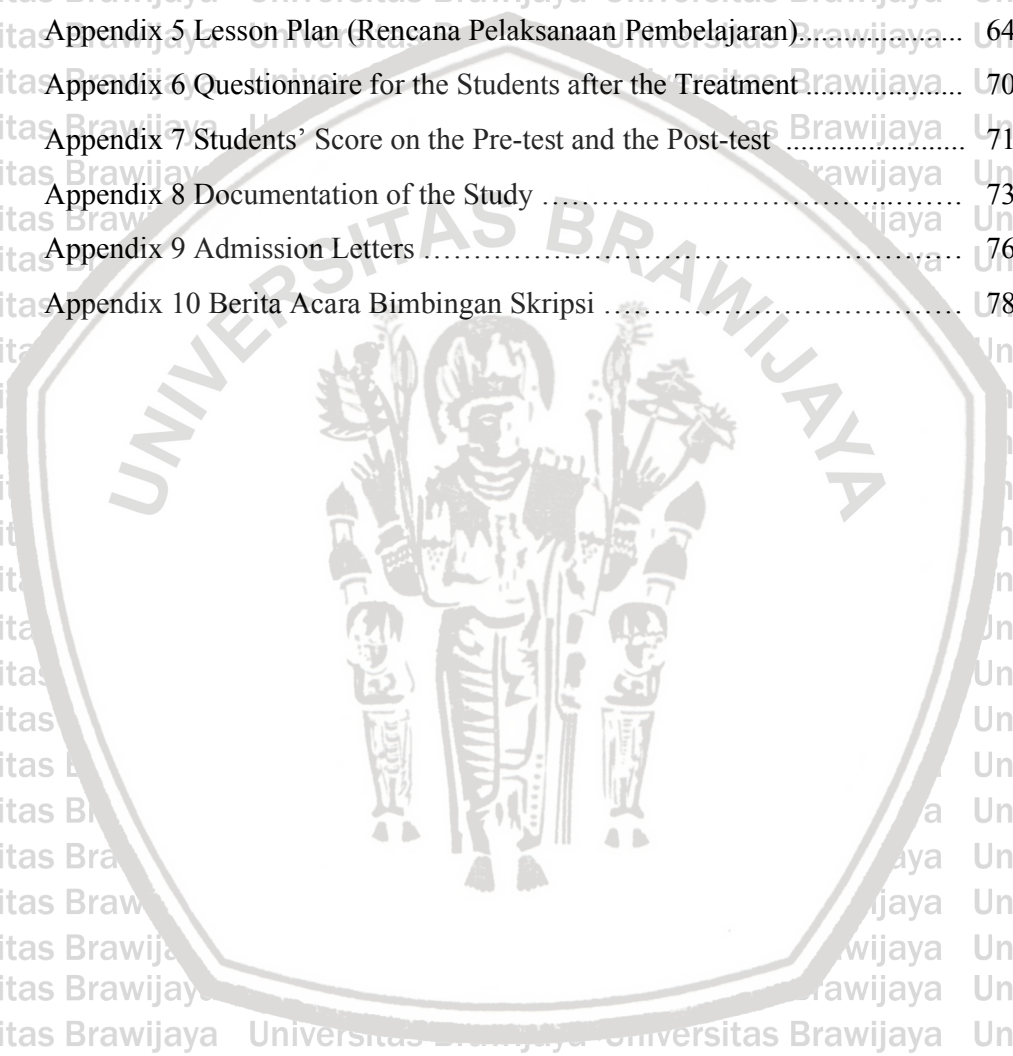 Appendix 5 Lesson Plan (Rencana Pelaksanaan Pembelajaran)..................... 64
Appendix 6 Questionnaire for the Students after the Treatment .................... 70
Appendix 7 Students’ Score on the Pre-test and the Post-test ....................... 71
Appendix 8 Documentation of the Study …………………………………...……… 73
Appendix 9 Admission Letters ……………………………………………………… 76
Appendix 10 Berita Acara Bimbingan Skripsi ……………………………… 78
UNIVERSITAS BRAWIJAYA